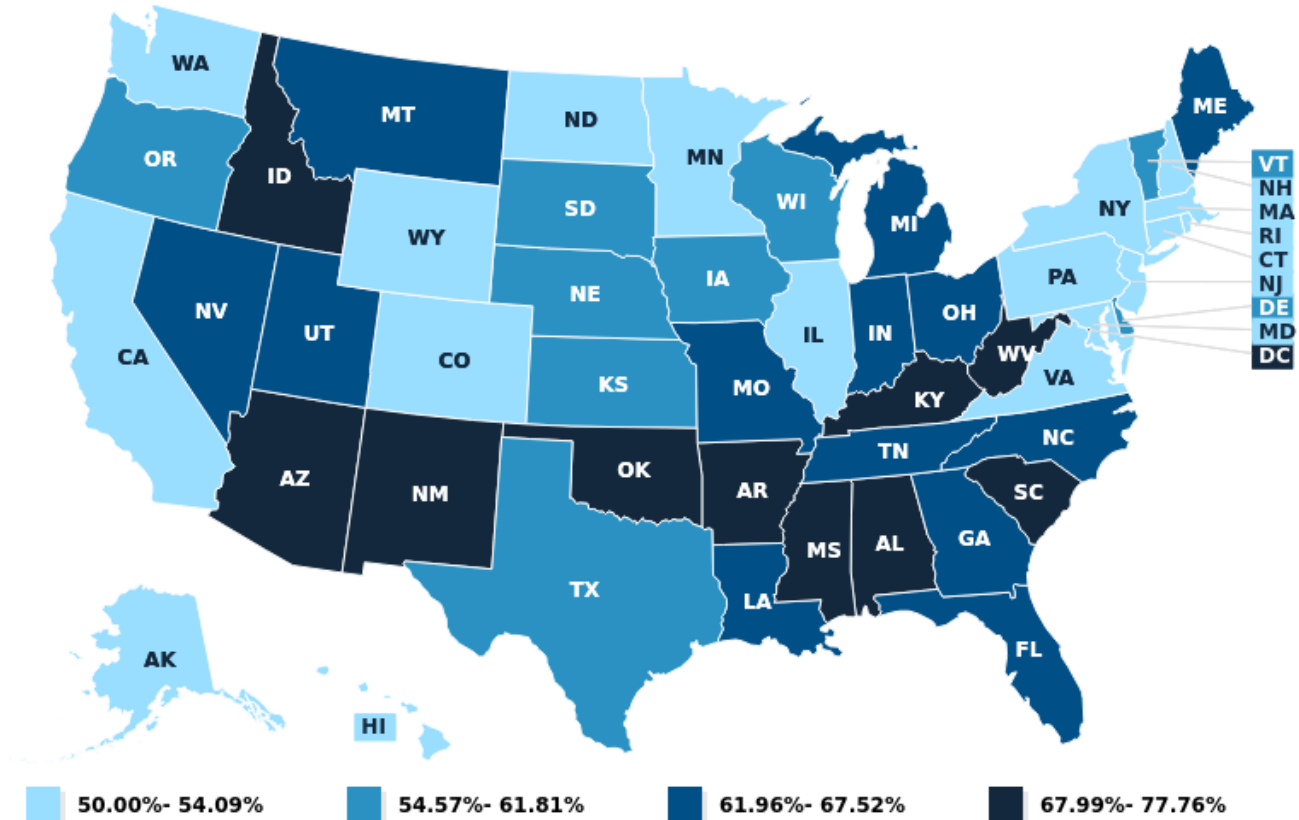 WA
MT
ND
MN
ME
OR
ID
SD
WI
VT
NH
NY
MA
MI
RI
WY
CT
IA
PA
NJ
NE
NV
DE
UT
OH
IL
IN
MD
CA
CO
WV
DC
KS
MO
VA
KY
NC
TN
OK
AZ
NM
AR
SC
MS
AL
GA
TX
LA
FL
AK
HI
50.00%- 54.09%
54.57%- 61.81%
61.96%- 67.52%
67.99%- 77.76%